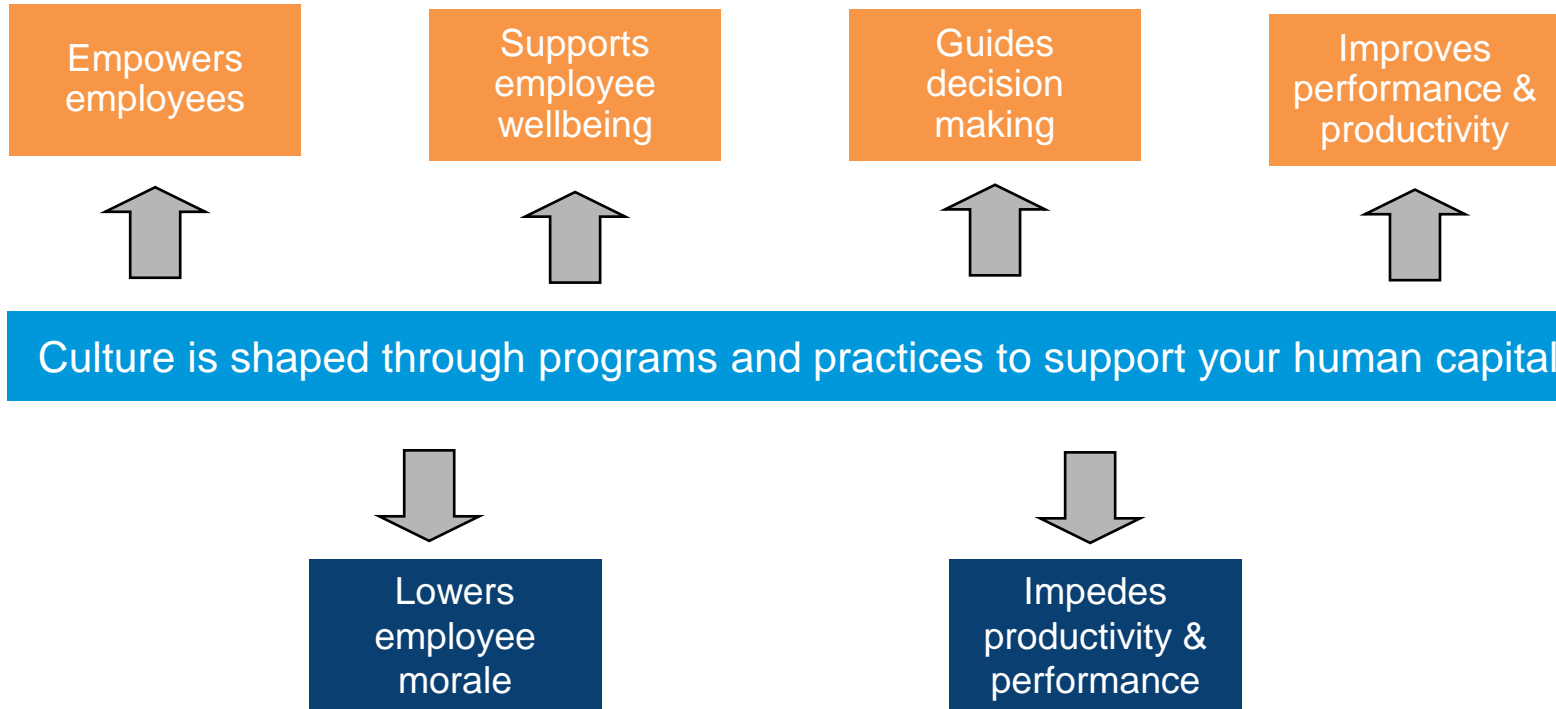 Empowers
employees
Supports
employee
wellbeing
Guides
decision
making
Improves
performance &
productivity
Culture is shaped through programs and practices to support your human capital
Lowers
employee
morale
Impedes
productivity &
performance